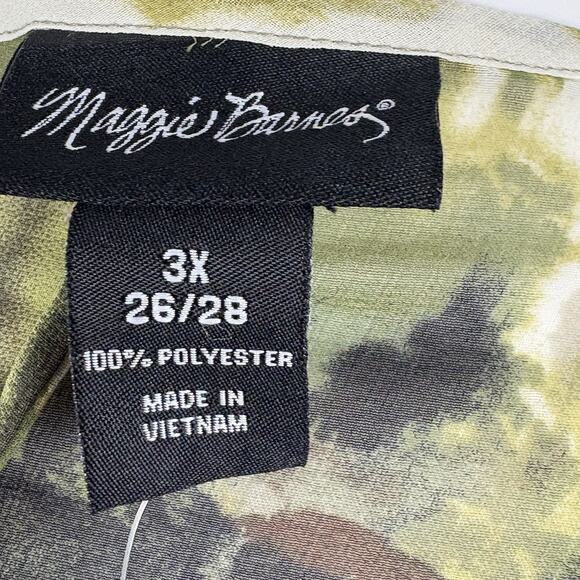 Maggie Barnes®
3X
26/28
100% POLYESTER
MADE IN
VIETNAM